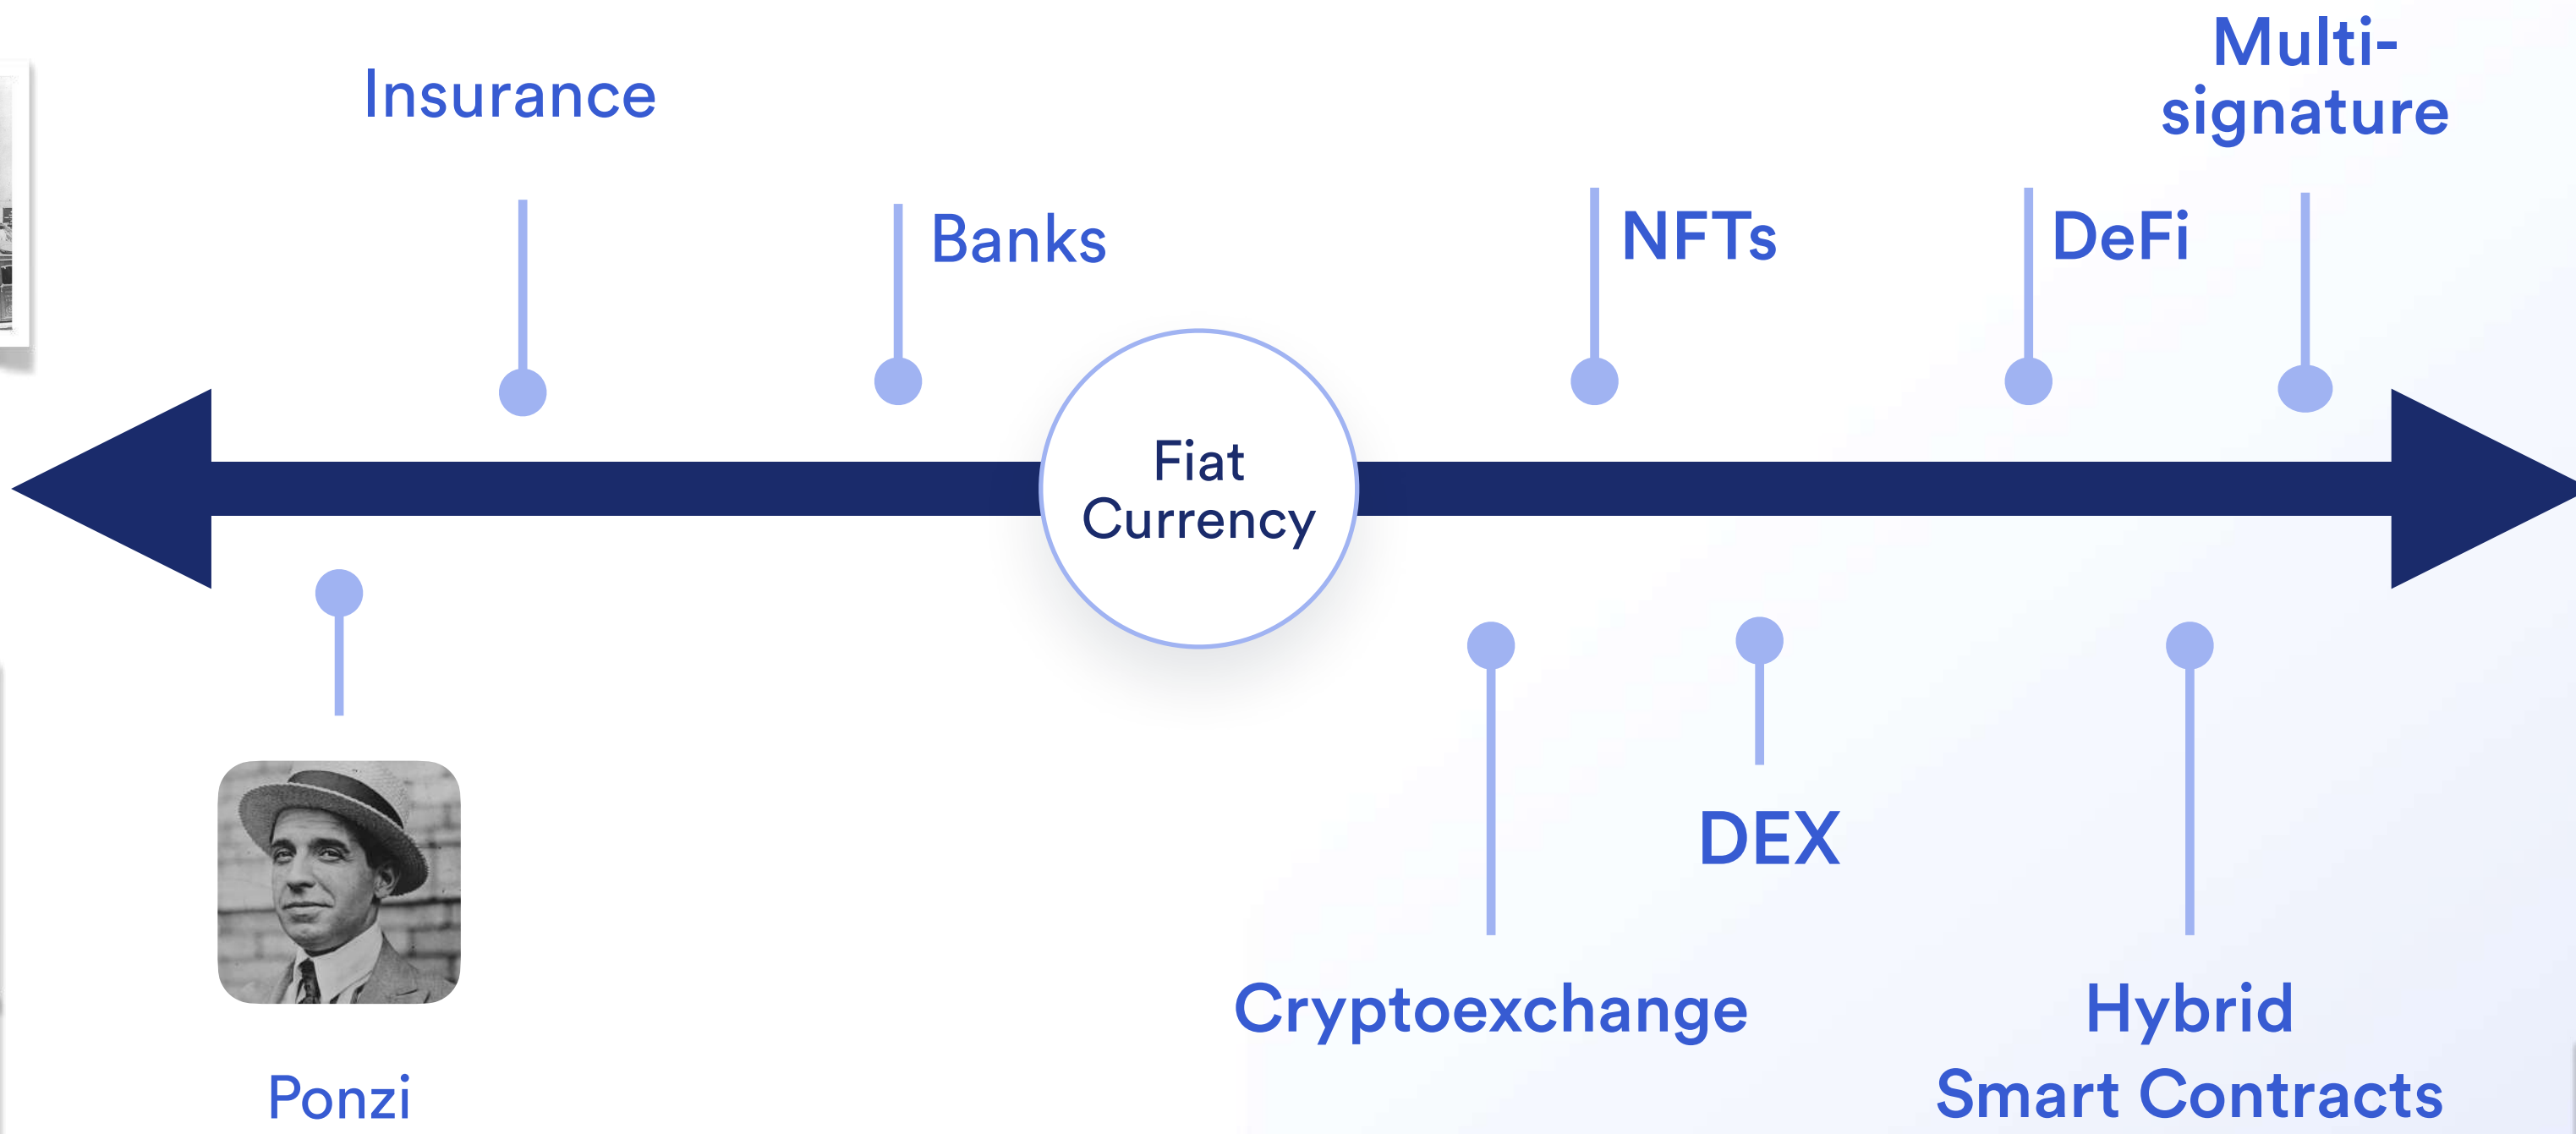 Multi-
signature
Insurance
Banks
NFTs
DeFi
Fiat
Currency
DEX
Cryptoexchange
Hybrid
Smart Contracts
Ponzi